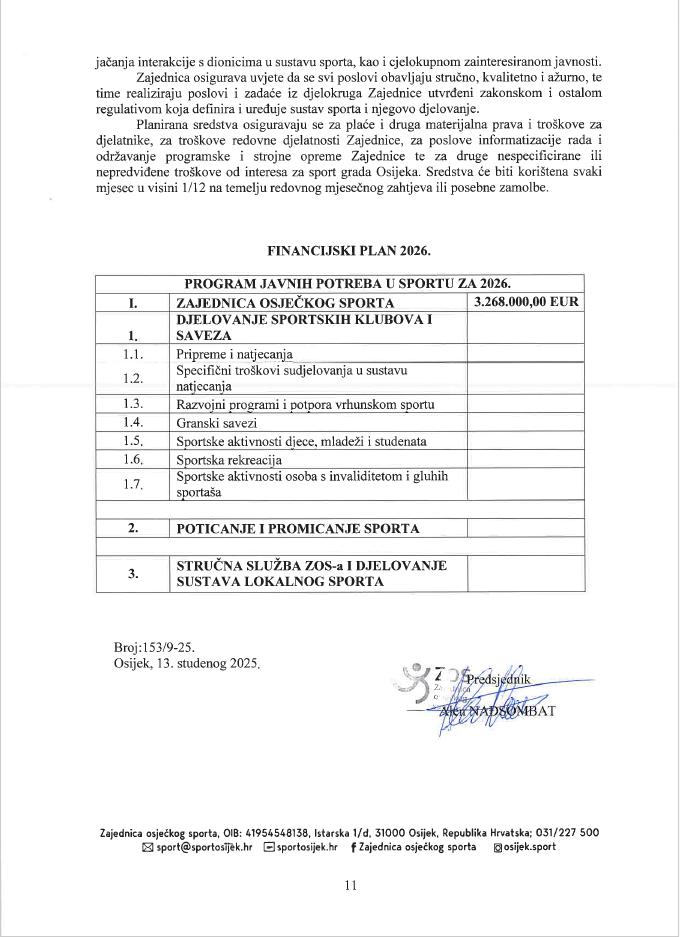 jačanja interakcije s dionicima u sustavu sporta, kao i cjelokupnom zainteresiranom javnosti.
Zajednica osigurava uvjete da se svi poslovi obavljaju stručno, kvalitetno i ažurno, te
time realiziraju poslovi i zadaće iz djelokruga Zajednice utvrđeni zakonskom i ostalom
regulativom koja definira i uređuje sustav sporta i njegovo djelovanje.
Planirana sredstva osiguravaju se za plaće i druga materijalna prava i troškove za
djelatnike, za troškove redovne djelatnosti Zajednice, za poslove informatizacije rada i
održavanje programske i strojne opreme Zajednice te za druge nespecificirane ili
nepredviđene troškove od interesa za sport grada Osijeka. Sredstva će biti korištena svaki
mjesec u visini 1/12 na temelju redovnog mjesečnog zahtjeva ili posebne zamolbe.
FINANCIJSKI PLAN 2026.
PROGRAM JAVNIH POTREBA U SPORTU ZA 2026.
I. ZAJEDNICA OSJEČKOG SPORTA 3.268.000,00 EUR
DJELOVANJE SPORTSKIH KLUBOVA I
1. SAVEZA
1.1. Pripreme i natjecanja
1.2. Specifični troškovi sudjelovanja u sustavu
natjecanja
1.3. Razvojni programi i potpora vrhunskom sportu
1.4. Granski savezi
1.5. Sportske aktivnosti djece, mladeži i studenata
1.6. Sportska rekreacija
1.7. Sportske aktivnosti osoba s invaliditetom i gluhih
sportaša
2. POTICANJE I PROMICANJE SPORTA
3. STRUČNA SLUŽBA ZOS-a I DJELOVANJE
SUSTAVA LOKALNOG SPORTA
Broj:153/9-25.
Osijek, 13. studenog 2025.
ZOS
Predsjednik
NADSOMBAT
Zajednica osječkog sporta, OIB: 41954548138, Istarska 1/d, 31000 Osijek, Republika Hrvatska; 031/227 500
sport@sportosijek.hr sportosijek.hr Zajednica osječkog sporta osijek.sport
11